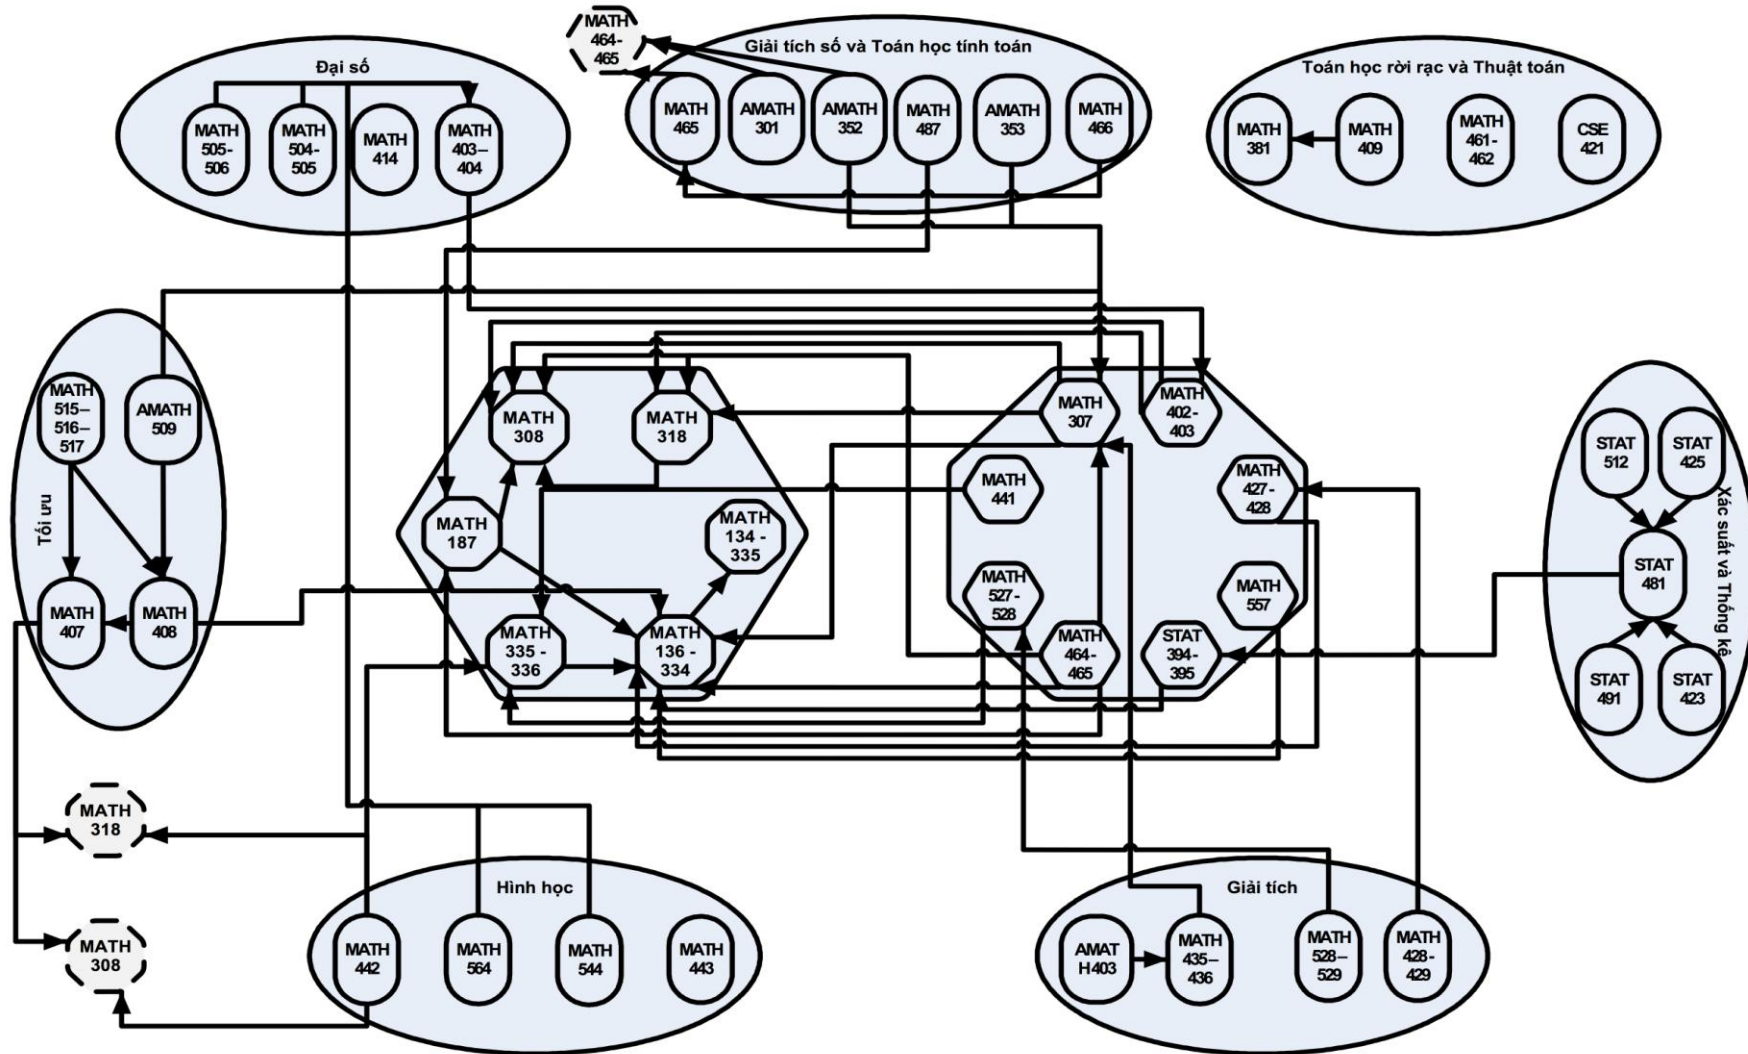 MATH
464-
465
Giải tích số và Toán học tính toán
MATH
465
AMATH
301
AMATH
352
MATH
487
AMATH
353
MATH
466
Đại số
MATH
505-
506
MATH
504-
505
MATH
414
MATH
403–
404
Toán học rời rạc và Thuật toán
MATH
381
MATH
409
MATH
461-
462
CSE
421
Tối ưu
MATH
515–
516–
517
AMATH
509
MATH
407
MATH
408
MATH
308
MATH
318
MATH
187
MATH
134 -
335
MATH
335 -
336
MATH
136 -
334
MATH
307
MATH
402-
403
MATH
441
MATH
427-
428
MATH
527-
528
MATH
557
MATH
464-
465
STAT
394-
395
Xác suất và Thống kê
STAT
512
STAT
425
STAT
481
STAT
491
STAT
423
MATH
318
MATH
308
Hình học
MATH
442
MATH
564
MATH
544
MATH
443
Giải tích
AMAT
H403
MATH
435–
436
MATH
528–
529
MATH
428-
429